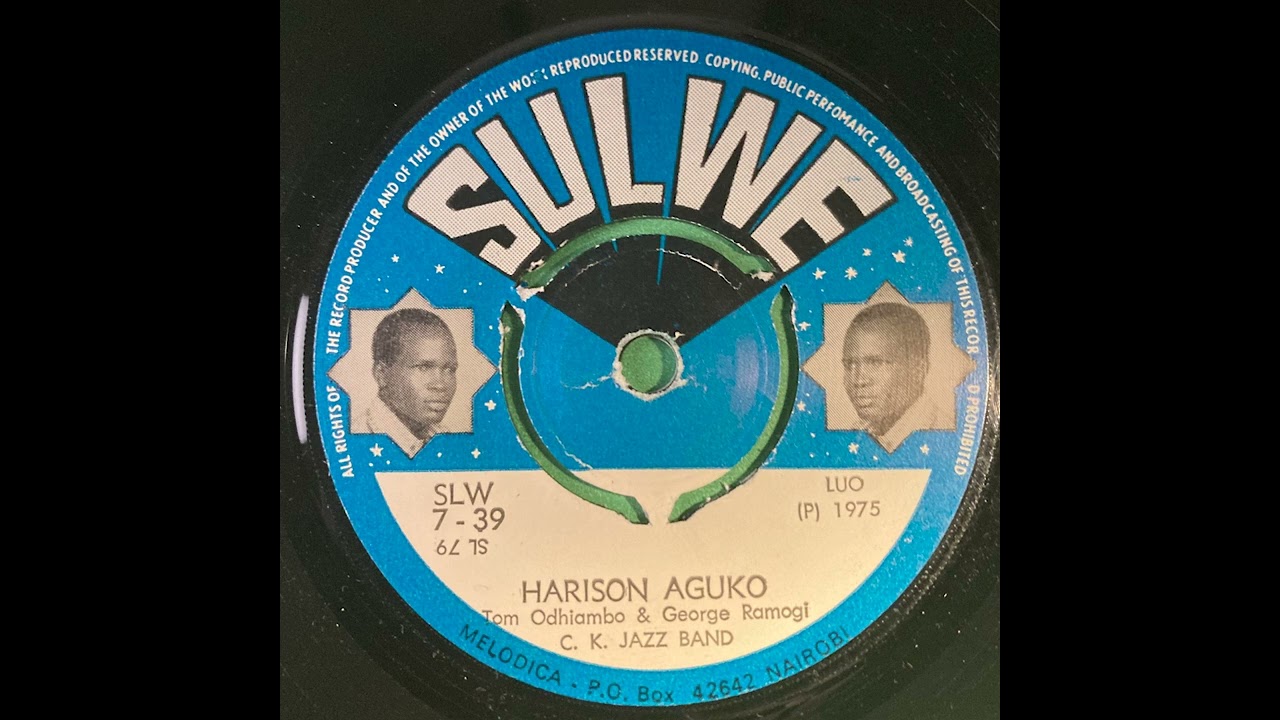 ALL RIGHTS OF THE RECORD PRODUCER AND OF THE OWNER OF THE REPRODUCED RESERVED COPYING, PUBLIC PERFOMANCE AND BROADCASTING OF THIS RECOR D PROHIBITED
SULWE
SLW
7 - 39
SL 79
LUO
(P) 1975
HARISON AGUKO
Tom Odhiambo & George Ramogi
C. K. JAZZ BAND
MELODICA - P.O. Box 42642 NAIROBI